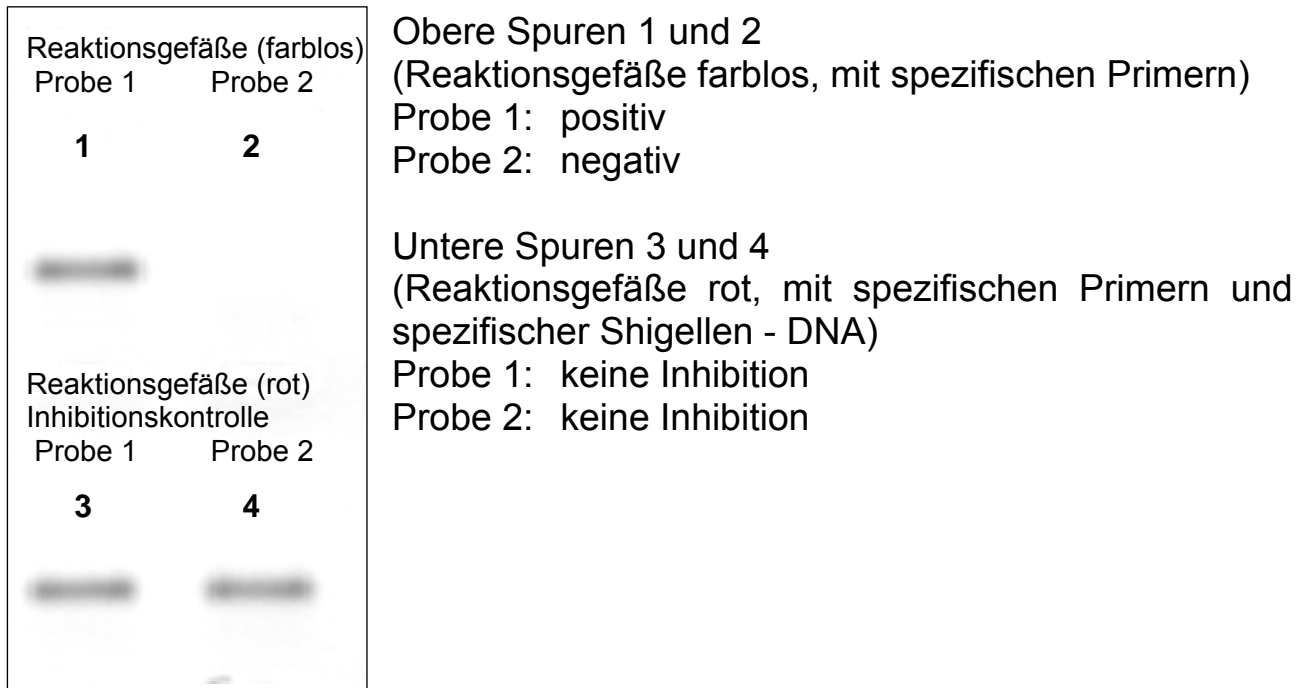 Reaktionsgefäße (farblos)
Probe 1 Probe 2
1 2
Reaktionsgefäße (rot)
Inhibitionskontrolle
Probe 1 Probe 2
3 4
Obere Spuren 1 und 2
(Reaktionsgefäße farblos, mit spezifischen Primern)
Probe 1: positiv
Probe 2: negativ
Untere Spuren 3 und 4
(Reaktionsgefäße rot, mit spezifischen Primern und
spezifischer Shigellen - DNA)
Probe 1: keine Inhibition
Probe 2: keine Inhibition